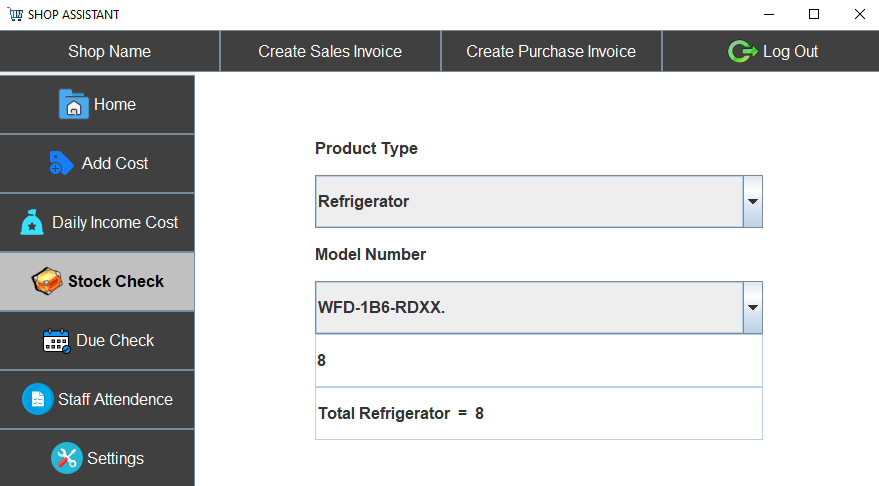 SHOP ASSISTANT
Shop Name
Create Sales Invoice
Create Purchase Invoice
Log Out
Home
Add Cost
Daily Income Cost
Stock Check
Due Check
Staff Attendence
Settings
Product Type
Refrigerator
Model Number
WFD-1B6-RDXX.
8
Total Refrigerator = 8